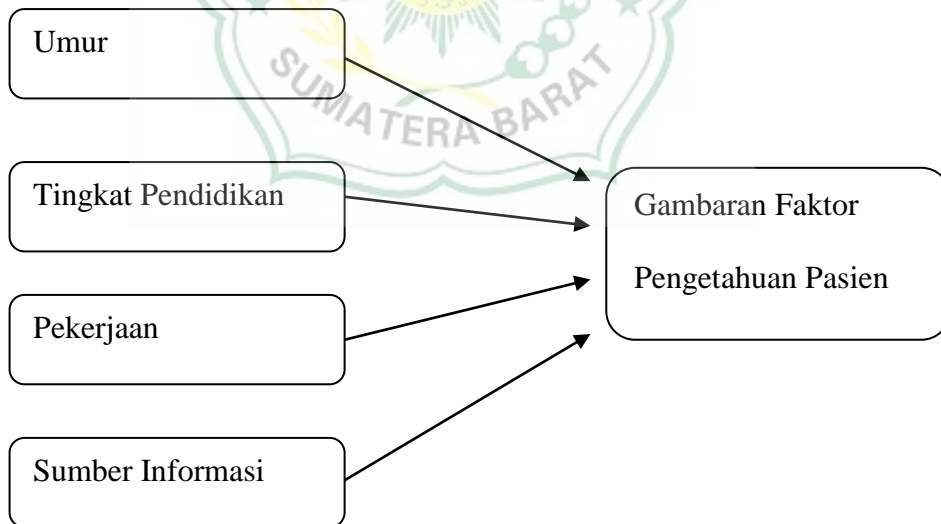 Umur
SUMATERA BARAT
Tingkat Pendidikan
Gambaran Faktor
Pengetahuan Pasien
Pekerjaan
Sumber Informasi